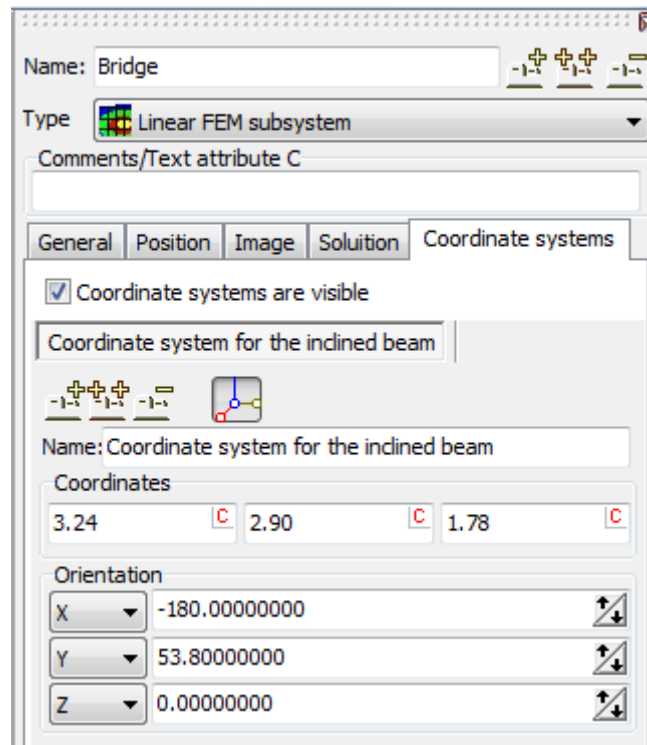 Name: Bridge
Type Linear FEM subsystem
Comments/Text attribute C
General Position Image Soluition Coordinate systems
Coordinate systems are visible
Coordinate system for the inclined beam
Name: Coordinate system for the inclined beam
Coordinates
3.24 C 2.90 C 1.78 C
Orientation
X -180.00000000
Y 53.80000000
Z 0.00000000